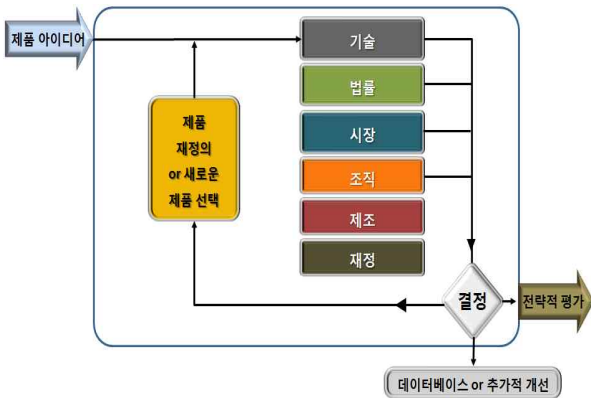 제품 아이디어
기술
법률
시장
조직
제조
재정
제품
재정의
or 새로운
제품 선택
결정
전략적 평가
데이터베이스 or 추가적 개선